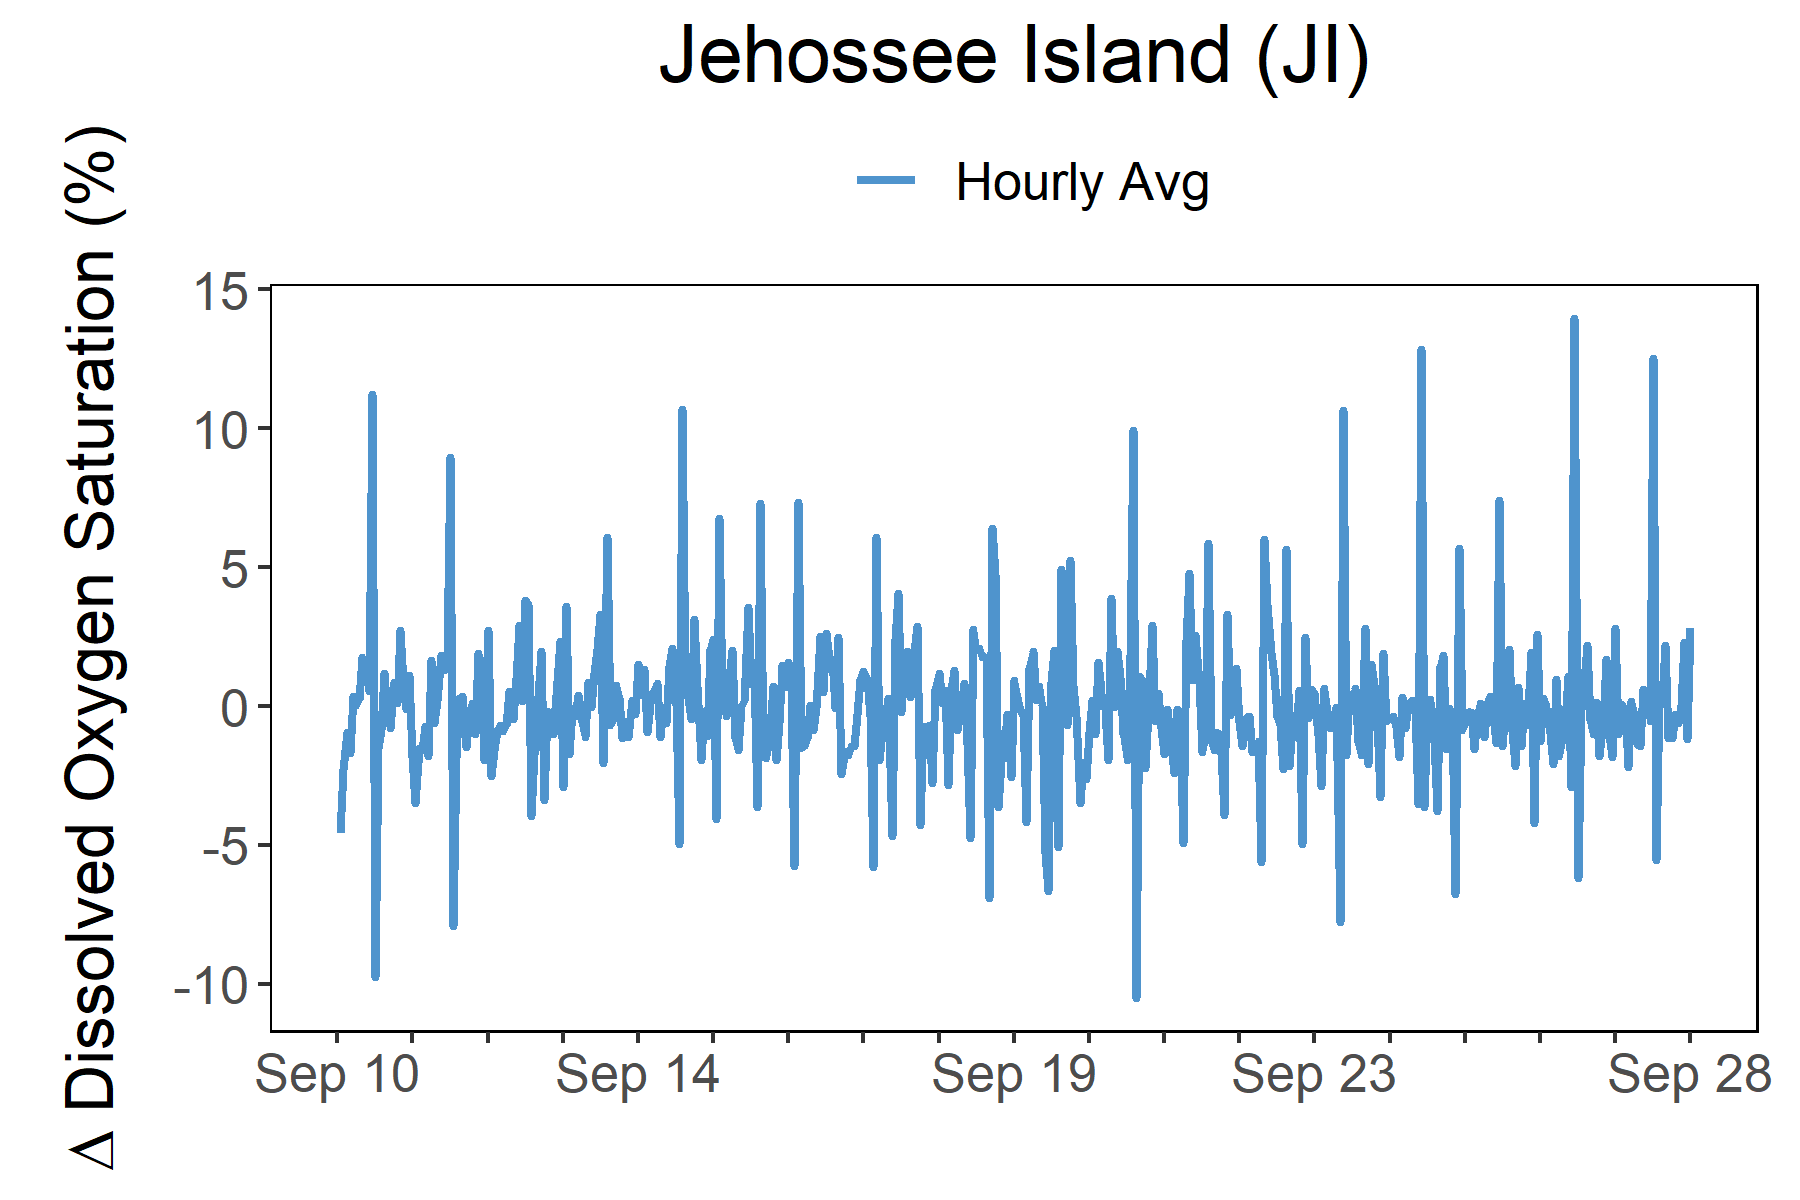 Jehossee Island (JI)
Hourly Avg
Δ Dissolved Oxygen Saturation (%)
15
10
5
0
-5
-10
Sep 10 Sep 14 Sep 19 Sep 23 Sep 28